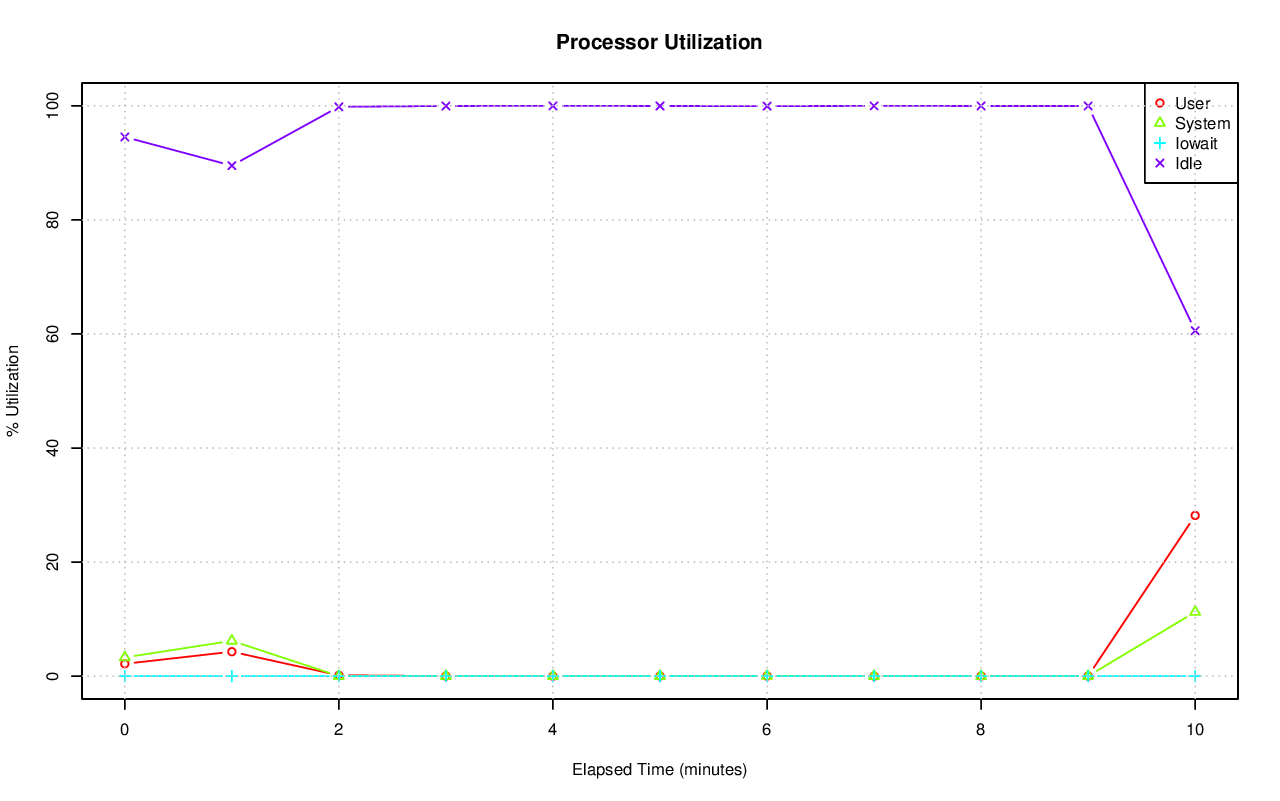 Processor Utilization
% Utilization
100
80
60
40
20
0
User
System
Iowait
Idle
0 2 4 6 8 10
Elapsed Time (minutes)